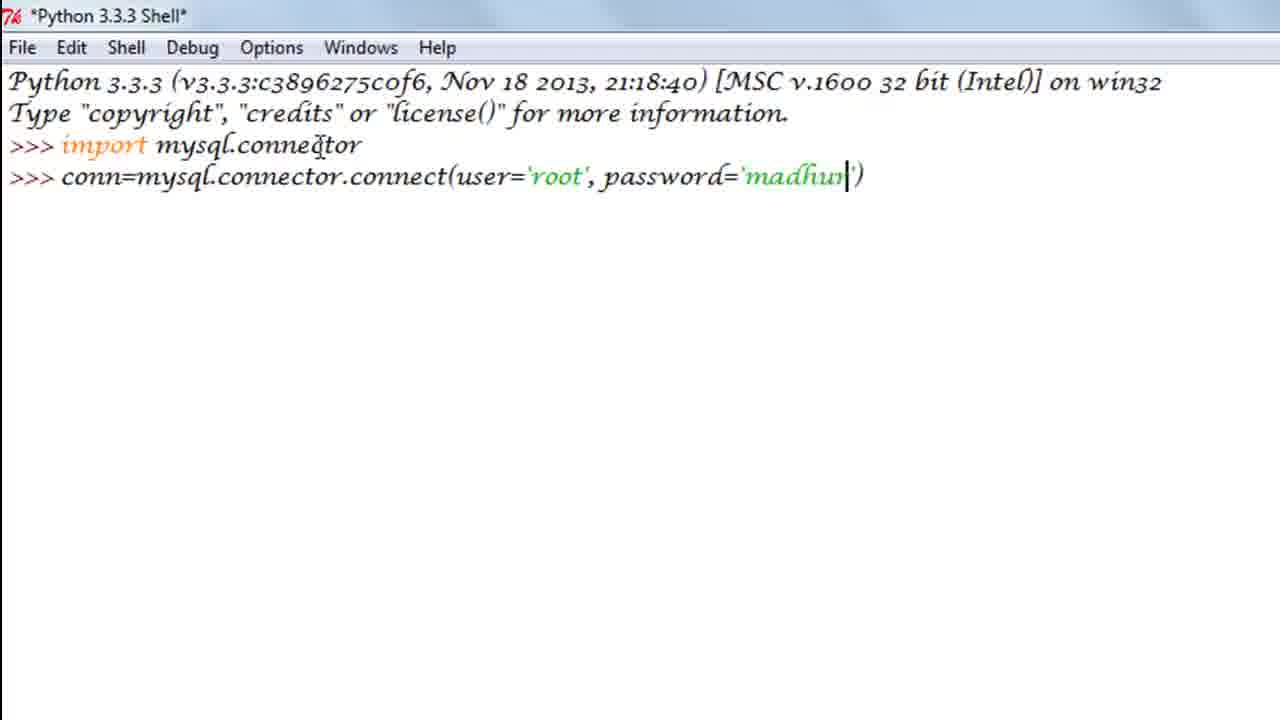 *Python 3.3.3 Shell*
File Edit Shell Debug Options Windows Help
Python 3.3.3 (v3.3.3:c3896275c0f6, Nov 18 2013, 21:18:40) [MSC v.1600 32 bit (Intel)] on win32
Type "copyright", "credits" or "license()" for more information.
>>> import mysql.connector
>>> conn=mysql.connector.connect(user='root', password='madhur')